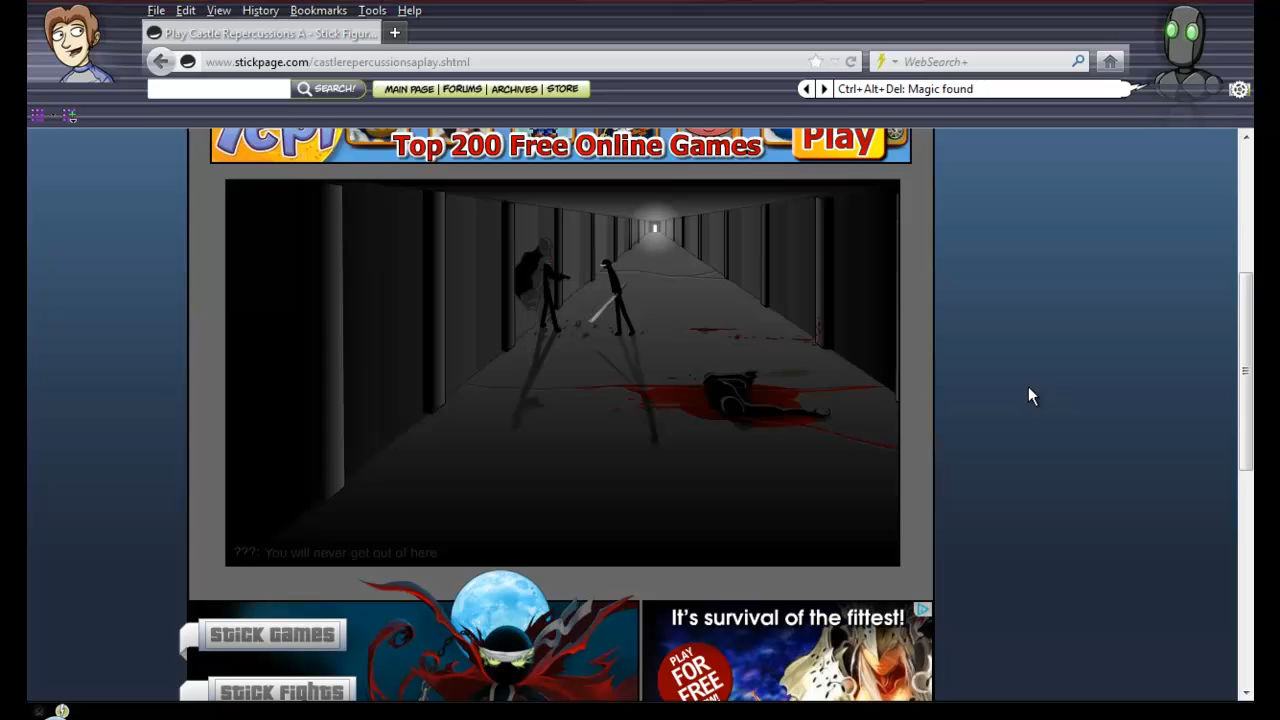 File Edit View History Bookmarks Tools Help
Play Castle Repercussions A - Stick Figur...
www.stickpage.com/castlerepercussionsaplay.shtml
WebSearch+
SEARCH!
MAIN PAGE | FORUMS | ARCHIVES | STORE
Ctrl+Alt+Del: Magic found
Top 200 Free Online Games
Play
???: You will never get out of here
STICK GAMES
STICK FIGHTS
It's survival of the fittest!
PLAY
FOR
FREE